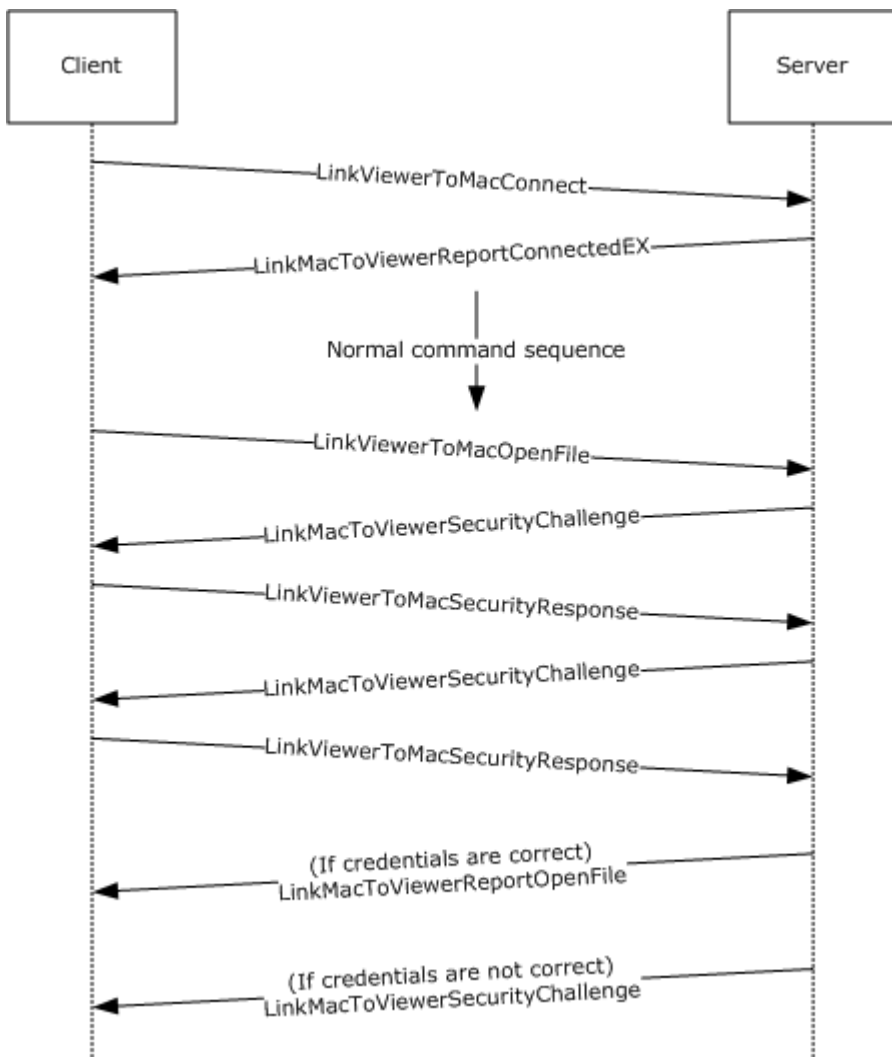 Client
Server
LinkViewerToMacConnect
LinkMacToViewerReportConnectedEX
Normal command sequence
LinkViewerToMacOpenFile
LinkMacToViewerSecurityChallenge
LinkViewerToMacSecurityResponse
LinkMacToViewerSecurityChallenge
LinkViewerToMacSecurityResponse
(If credentials are correct)
LinkMacToViewerReportOpenFile
(If credentials are not correct)
LinkMacToViewerSecurityChallenge